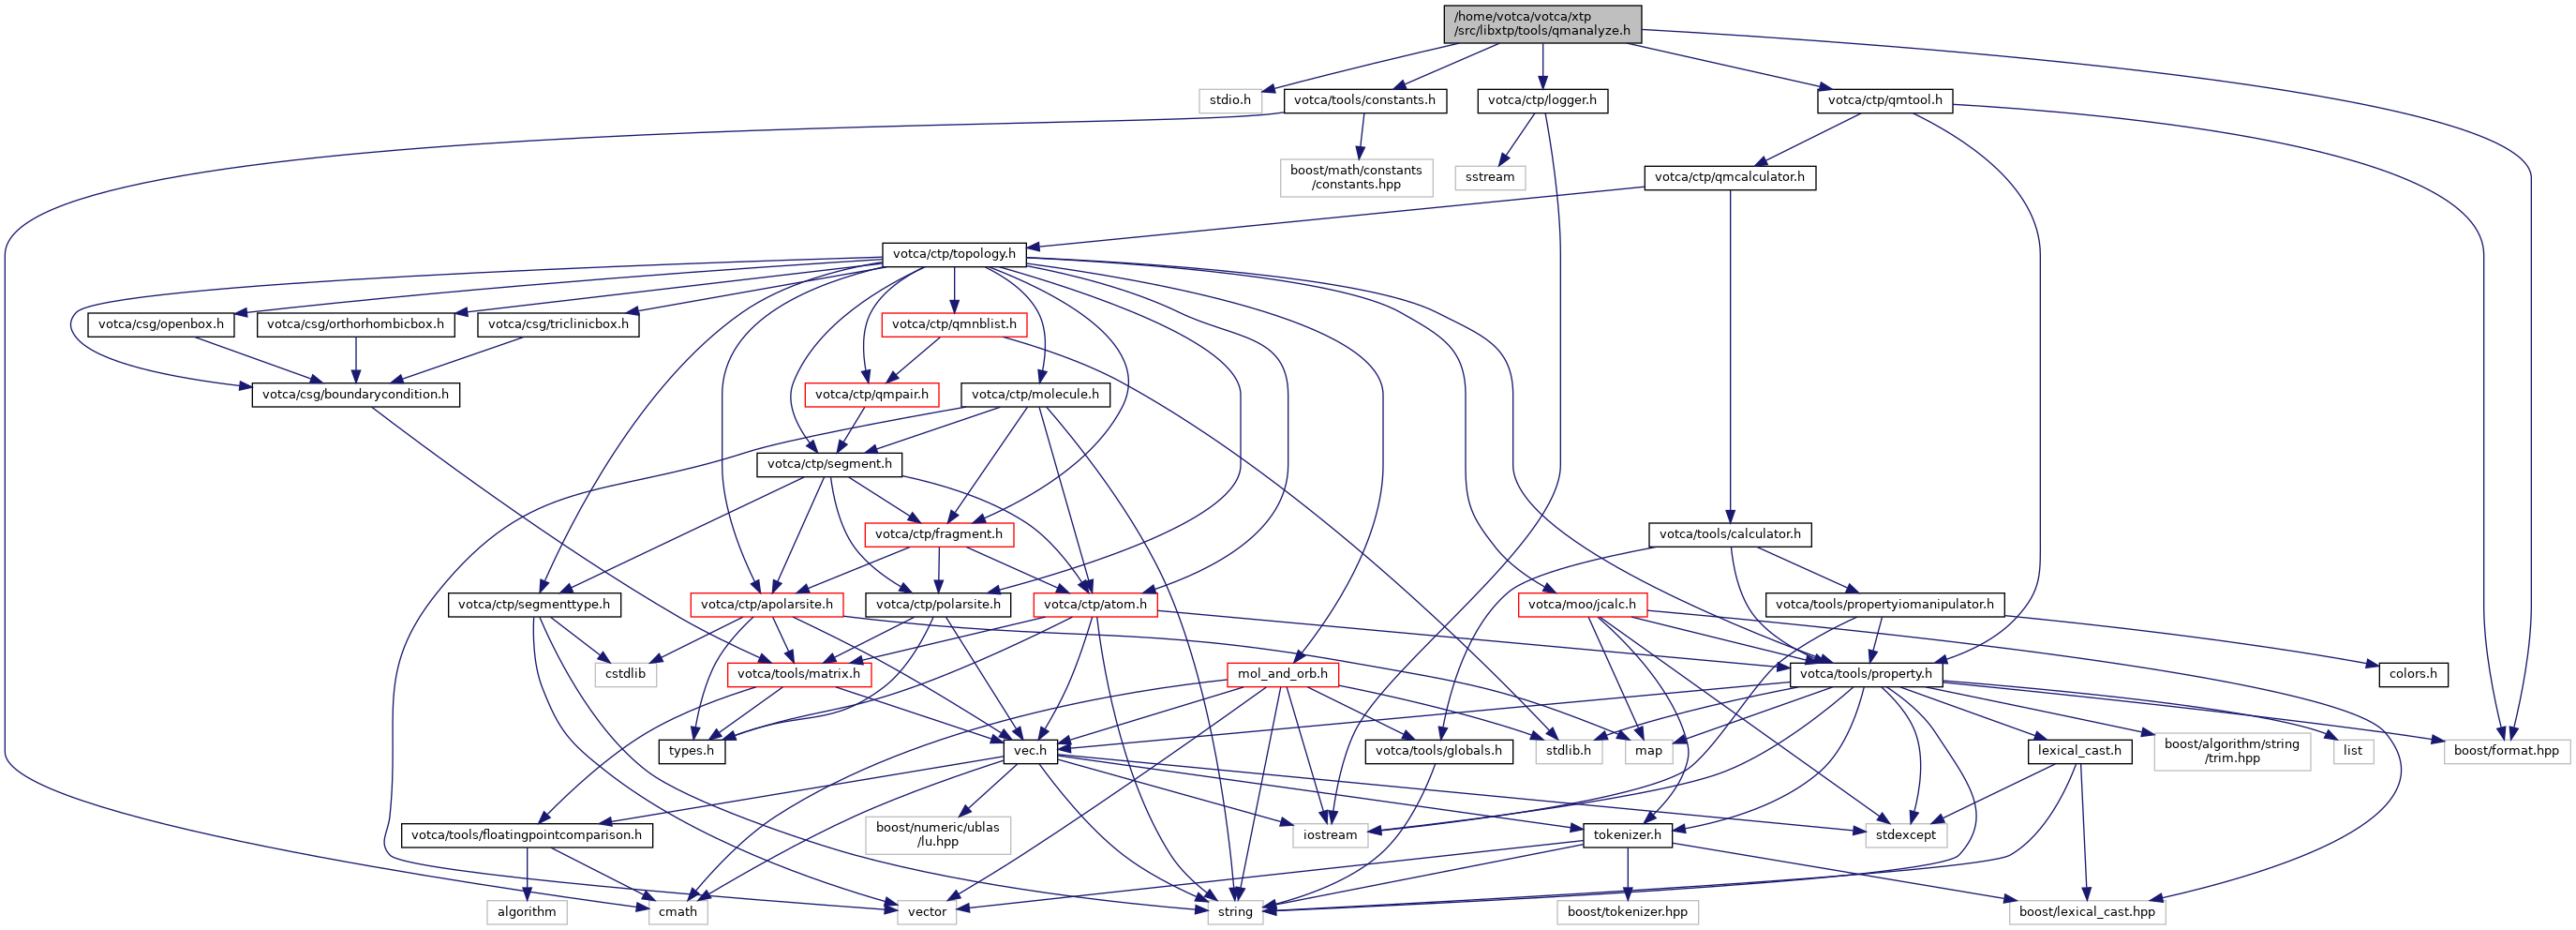 /home/votca/votca/xtp
/src/libxtp/tools/qmanalyze.h
stdio.h
votca/tools/constants.h
votca/ctp/logger.h
votca/ctp/qmtool.h
boost/math/constants
/constants.hpp
sstream
votca/ctp/qmcalculator.h
votca/ctp/topology.h
votca/csg/openbox.h
votca/csg/orthorhombicbox.h
votca/csg/triclinicbox.h
votca/ctp/qmnblist.h
votca/csg/boundarycondition.h
votca/ctp/qmpair.h
votca/ctp/molecule.h
votca/ctp/segment.h
votca/ctp/fragment.h
votca/tools/calculator.h
votca/ctp/segmenttype.h
votca/ctp/apolarsite.h
votca/ctp/polarsite.h
votca/ctp/atom.h
votca/moo/jcalc.h
votca/tools/propertyiomanipulator.h
cstdlib
votca/tools/matrix.h
mol_and_orb.h
votca/tools/property.h
colors.h
types.h
vec.h
votca/tools/globals.h
stdlib.h
map
lexical_cast.h
boost/algorithm/string
/trim.hpp
list
boost/format.hpp
votca/tools/floatingpointcomparison.h
boost/numeric/ublas
/lu.hpp
iostream
tokenizer.h
stdexcept
algorithm
cmath
vector
string
boost/tokenizer.hpp
boost/lexical_cast.hpp